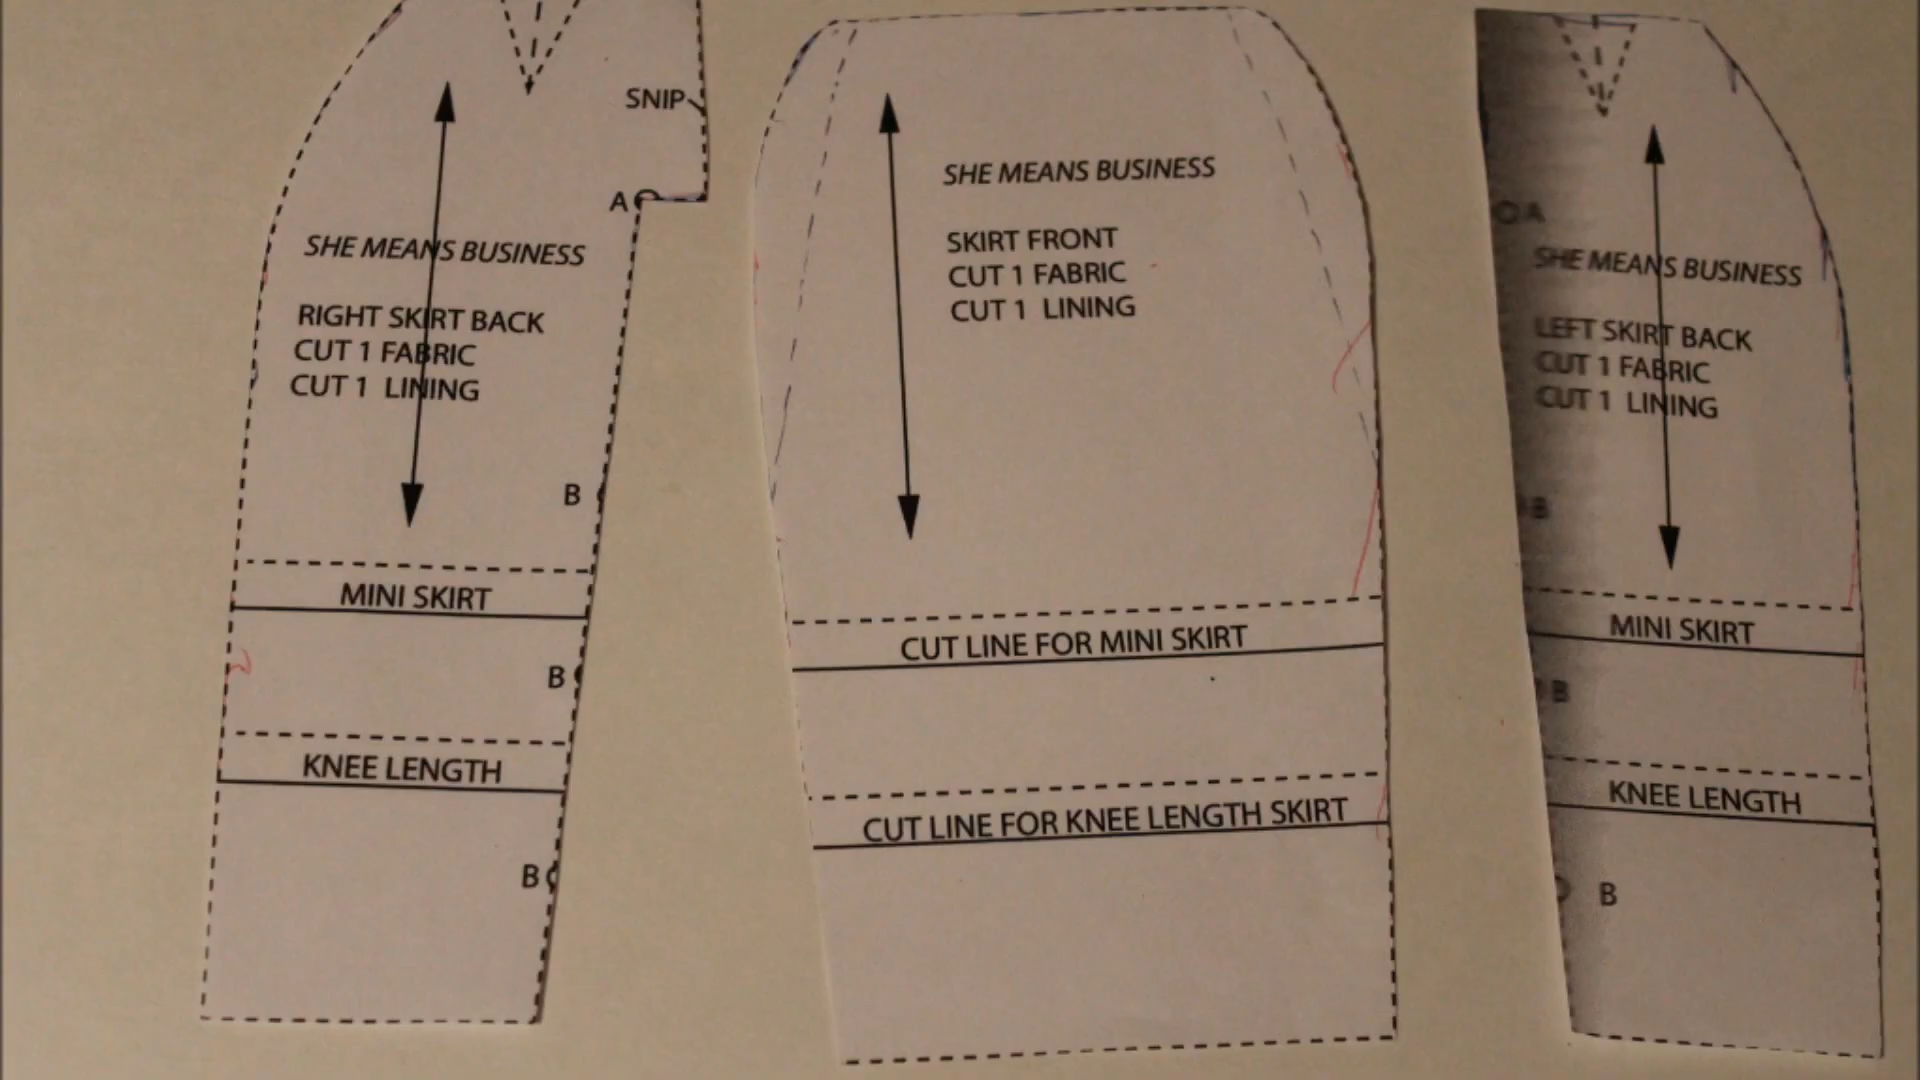 SNIP
A
SHE MEANS BUSINESS
RIGHT SKIRT BACK
CUT 1 FABRIC
CUT 1 LINING
B
MINI SKIRT
B
KNEE LENGTH
B
SHE MEANS BUSINESS
SKIRT FRONT
CUT 1 FABRIC
CUT 1 LINING
CUT LINE FOR MINI SKIRT
CUT LINE FOR KNEE LENGTH SKIRT
A
SHE MEANS BUSINESS
LEFT SKIRT BACK
CUT 1 FABRIC
CUT 1 LINING
B
MINI SKIRT
B
KNEE LENGTH
B